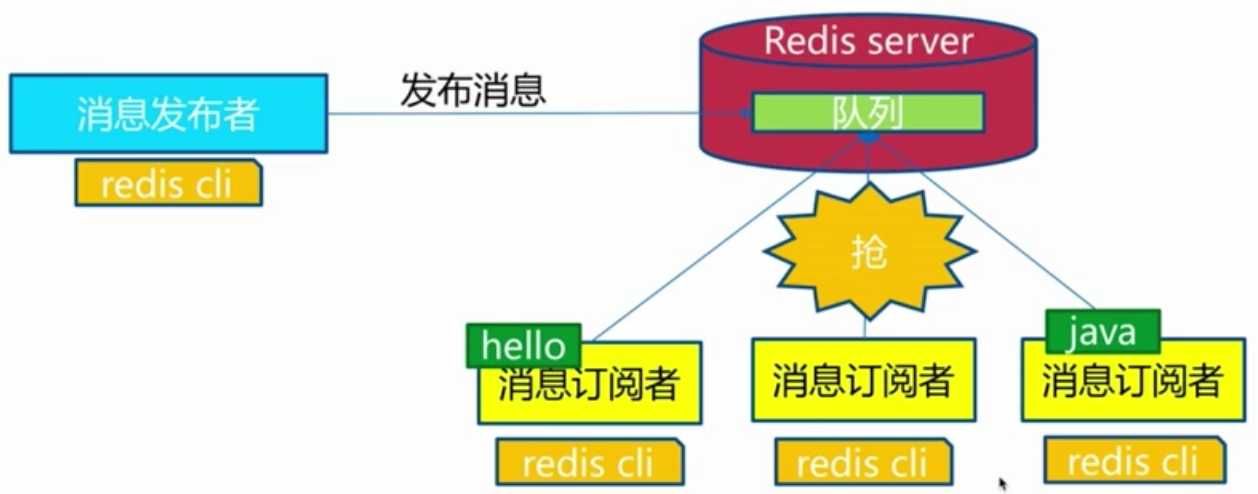 Redis server
消息发布者
发布消息
队列
redis cli
抢
hello
java
消息订阅者
消息订阅者
消息订阅者
redis cli
redis cli
redis cli